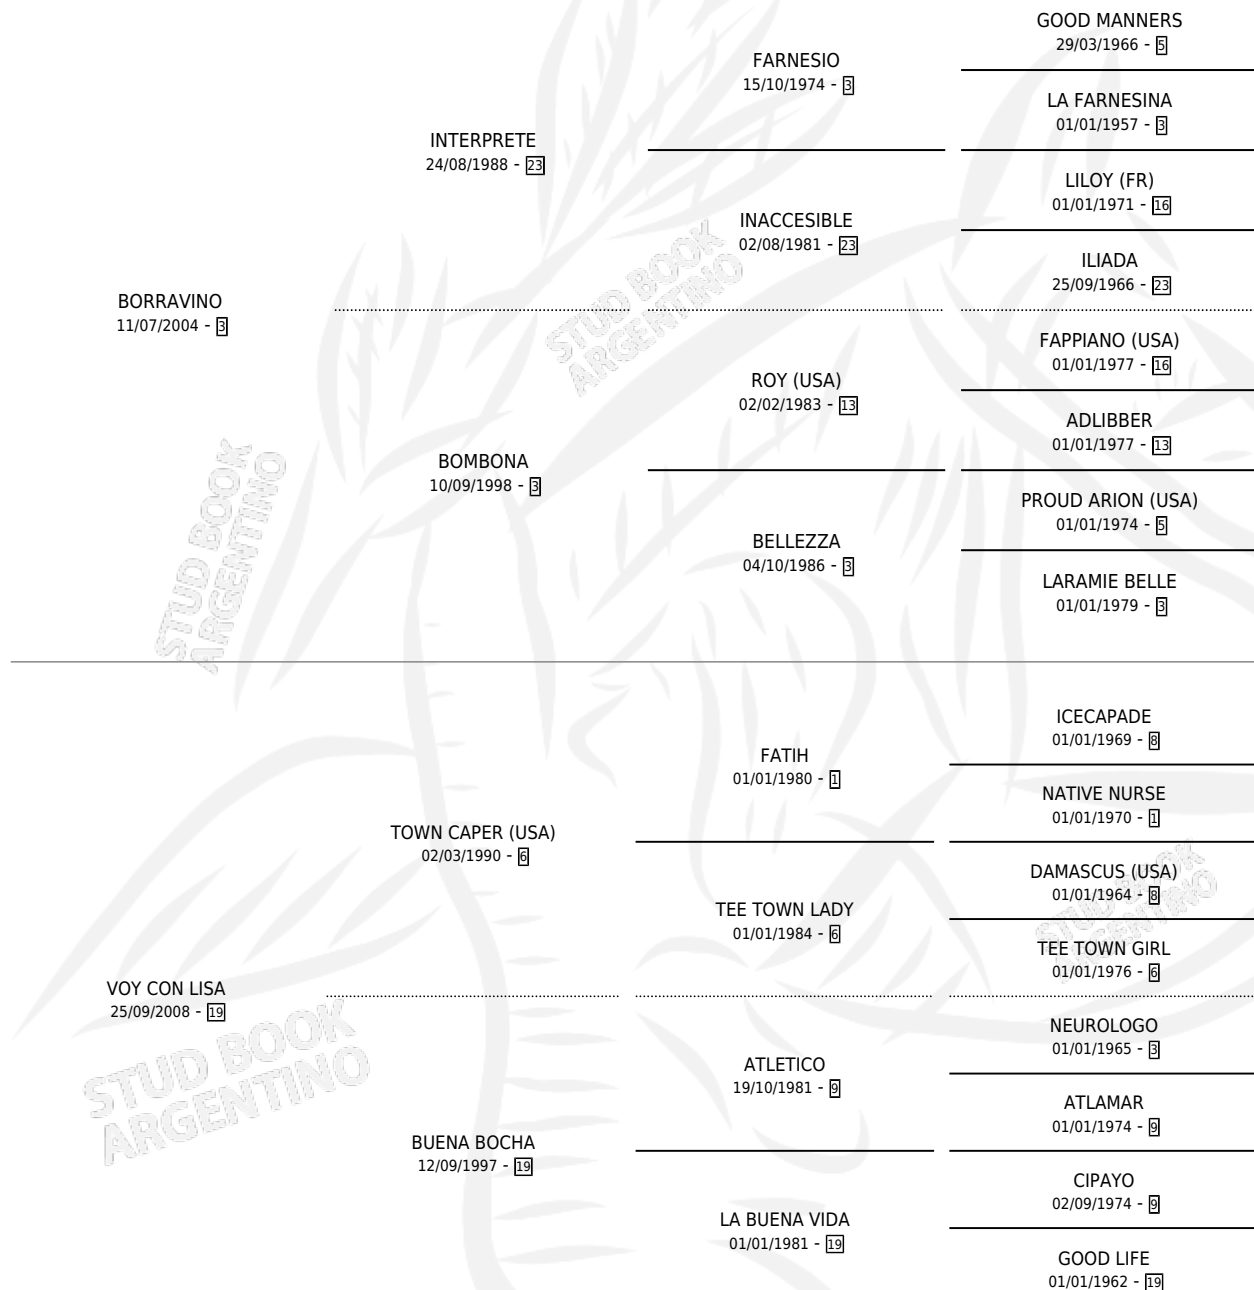 GOOD MANNERS
29/03/1966 - 5
FARNESIO
15/10/1974 - 3
LA FARNESINA
01/01/1957 - 3
INTERPRETE
24/08/1988 - 23
LILOY (FR)
01/01/1971 - 16
INACCESIBLE
02/08/1981 - 23
ILIADA
25/09/1966 - 23
BORRAVINO
11/07/2004 - 3
FAPPIANO (USA)
01/01/1977 - 16
ROY (USA)
02/02/1983 - 13
ADLIBBER
01/01/1977 - 13
BOMBONA
10/09/1998 - 3
PROUD ARION (USA)
01/01/1974 - 5
BELLEZZA
04/10/1986 - 3
LARAMIE BELLE
01/01/1979 - 3
ICECAPADE
01/01/1969 - 8
FATIH
01/01/1980 - 1
NATIVE NURSE
01/01/1970 - 1
TOWN CAPER (USA)
02/03/1990 - 6
DAMASCUS (USA)
01/01/1964 - 8
TEE TOWN LADY
01/01/1984 - 6
TEE TOWN GIRL
01/01/1976 - 6
VOY CON LISA
25/09/2008 - 19
NEUROLOGO
01/01/1965 - 3
ATLETICO
19/10/1981 - 9
ATLAMAR
01/01/1974 - 9
BUENA BOCHA
12/09/1997 - 19
CIPAYO
02/09/1974 - 9
LA BUENA VIDA
01/01/1981 - 19
GOOD LIFE
01/01/1962 - 19
STUD BOOK
ARGENTINO
STUD BOOK
ARGENTINO
STUD BOOK
ARGENTINO
STUD BOOK
ARGENTINO